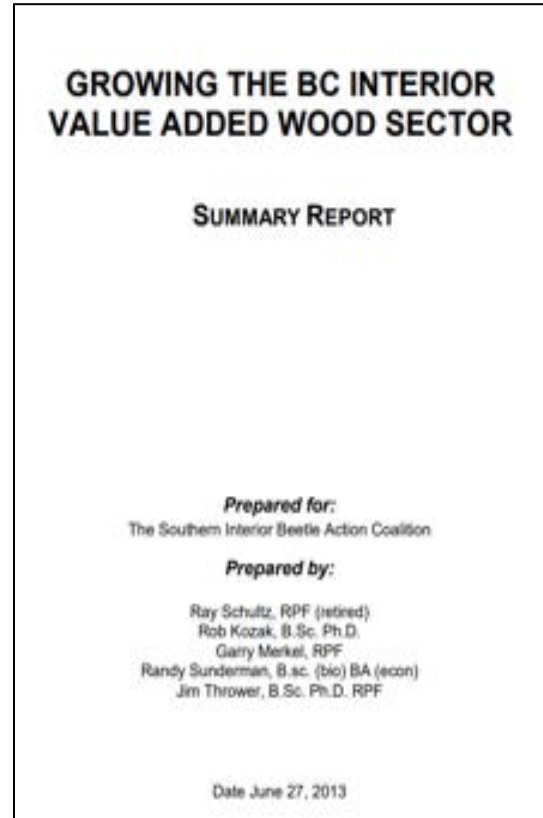 GROWING THE BC INTERIOR
VALUE ADDED WOOD SECTOR
SUMMARY REPORT
Prepared for:
The Southern Interior Beetle Action Coalition
Prepared by:
Ray Schultz, RPF (retired)
Rob Kozak, B.Sc. Ph.D.
Garry Merkel, RPF
Randy Sunderman, B.sc. (bio) BA (econ)
Jim Thrower, B.Sc. Ph.D. RPF
Date June 27, 2013